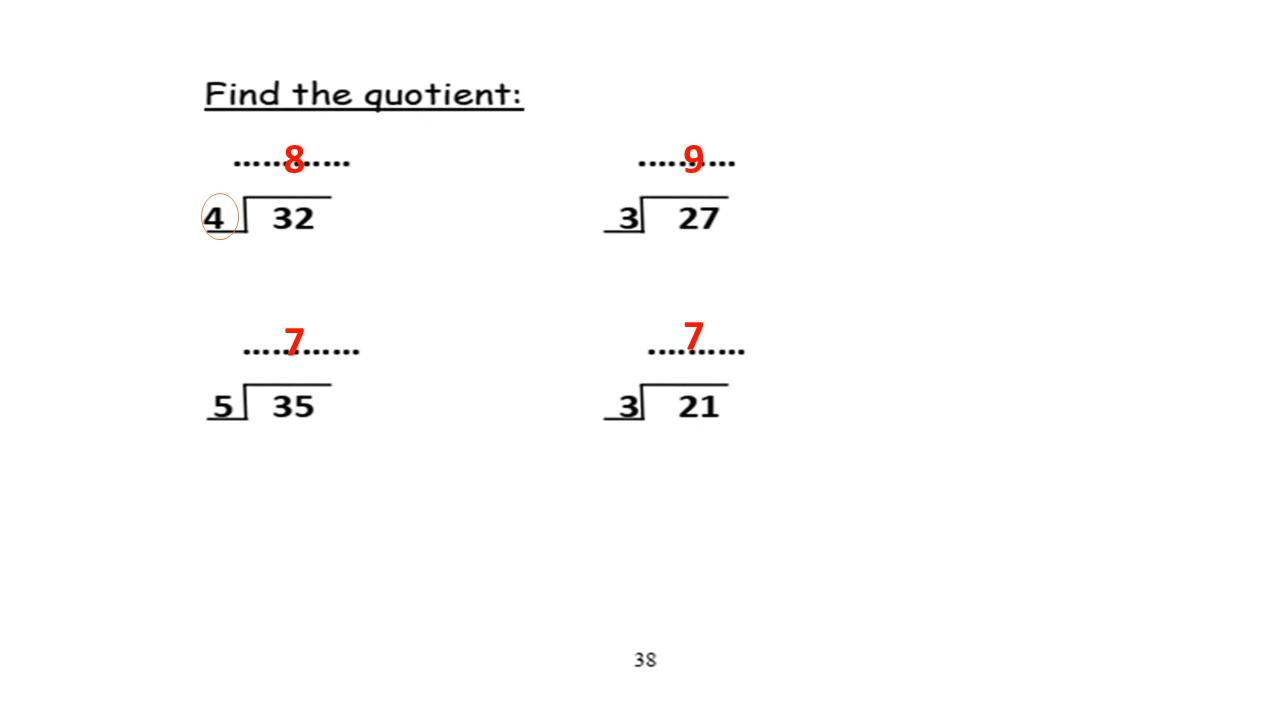 Find the quotient:
............ 8 .......... 9
4 32 3 27
............ 7 .......... 7
5 35 3 21
38